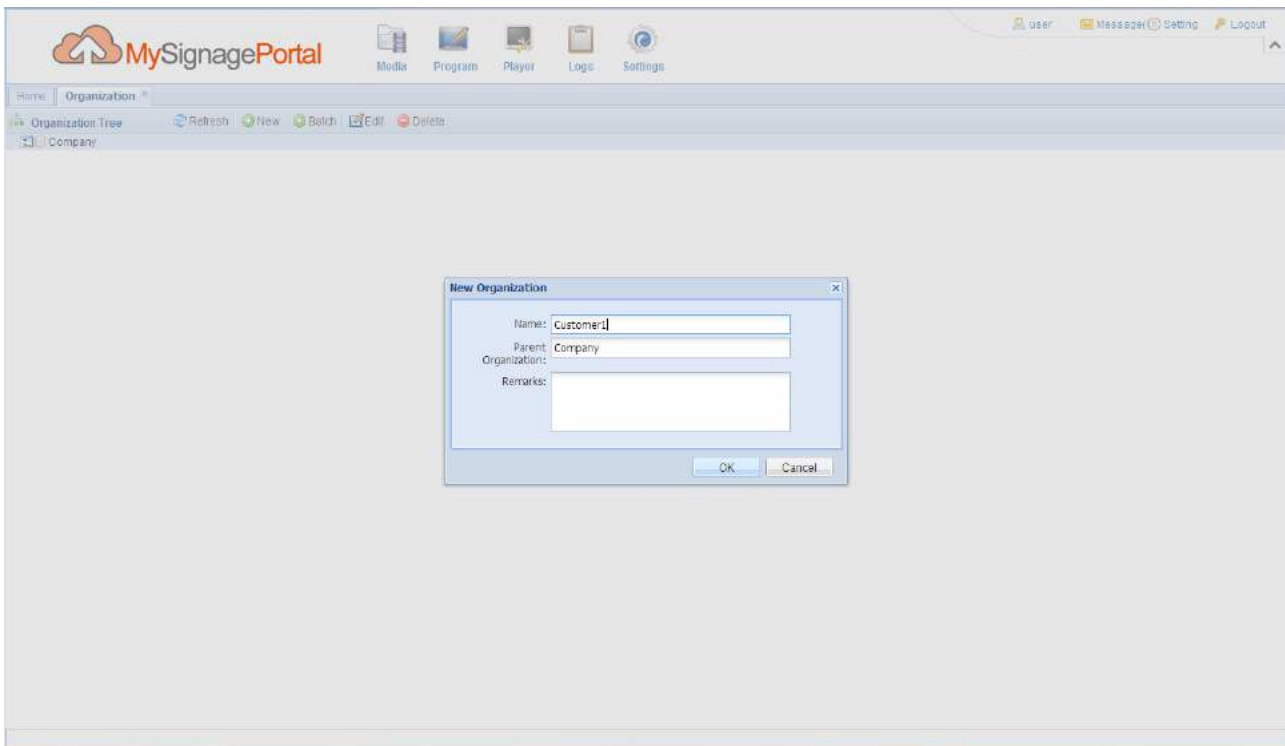 user Message( Setting Logout
MySignagePortal
Media Program Player Logs Settings
Home Organization
Organization Tree Refresh New Batch Edit Delete
Company
New Organization
Name: Customer1
Parent Organization: Company
Remarks:
OK Cancel